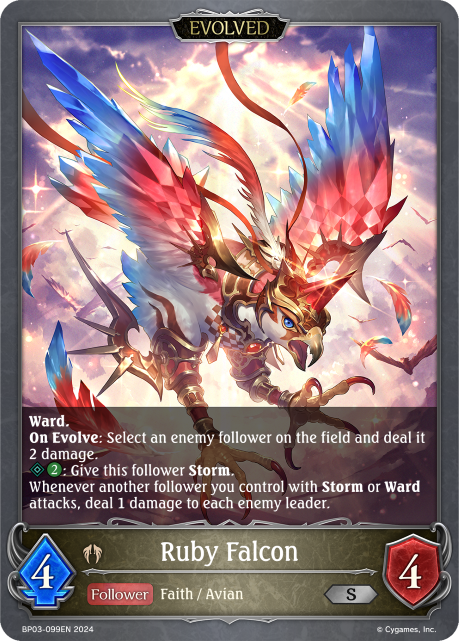 EVOLVED
Ward.
On Evolve: Select an enemy follower on the field and deal it
2 damage.
2: Give this follower Storm.
Whenever another follower you control with Storm or Ward
attacks, deal 1 damage to each enemy leader.
Ruby Falcon
4
Follower Faith / Avian
S
4
BP03-099EN 2024
© Cygames, Inc.